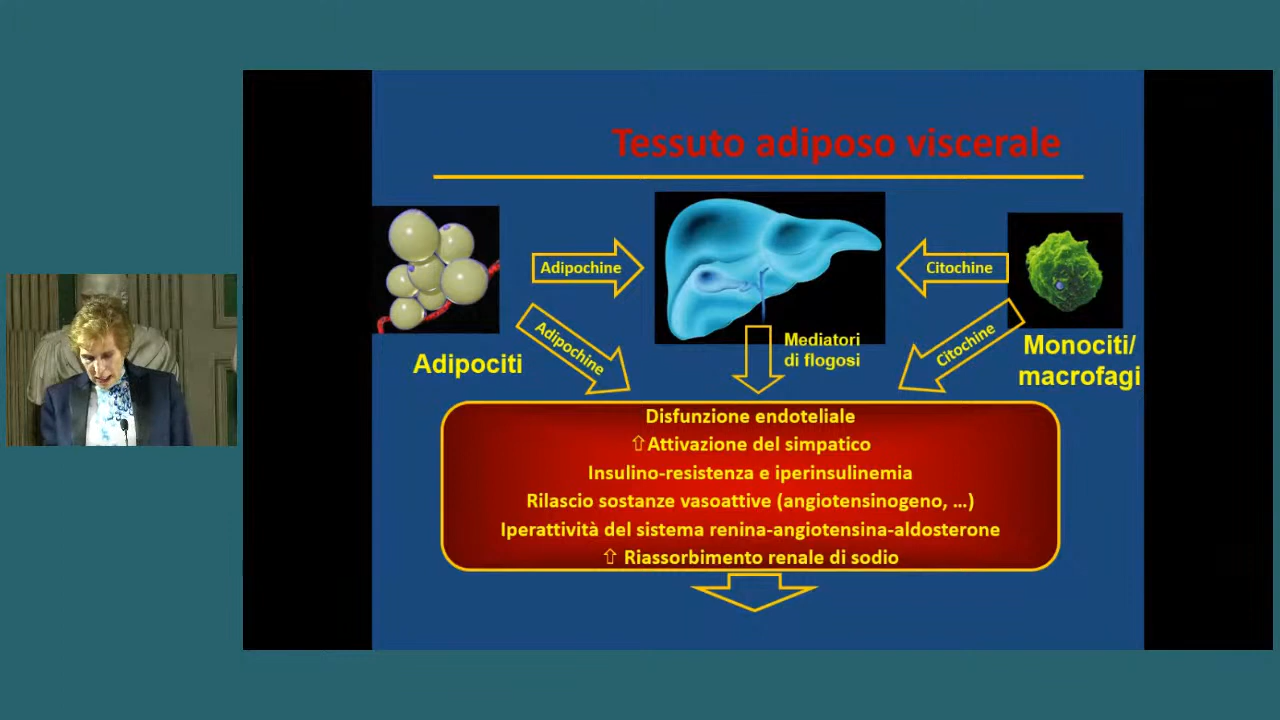 Tessuto adiposo viscerale
Adipochine
Citochine
Adipochine
Mediatori
di flogosi
Citochine
Adipociti
Monociti/
macrofagi
Disfunzione endoteliale
⇧Attivazione del simpatico
Insulino-resistenza e iperinsulinemia
Rilascio sostanze vasoattive (angiotensinogeno, ...)
Iperattività del sistema renina-angiotensina-aldosterone
⇧ Riassorbimento renale di sodio